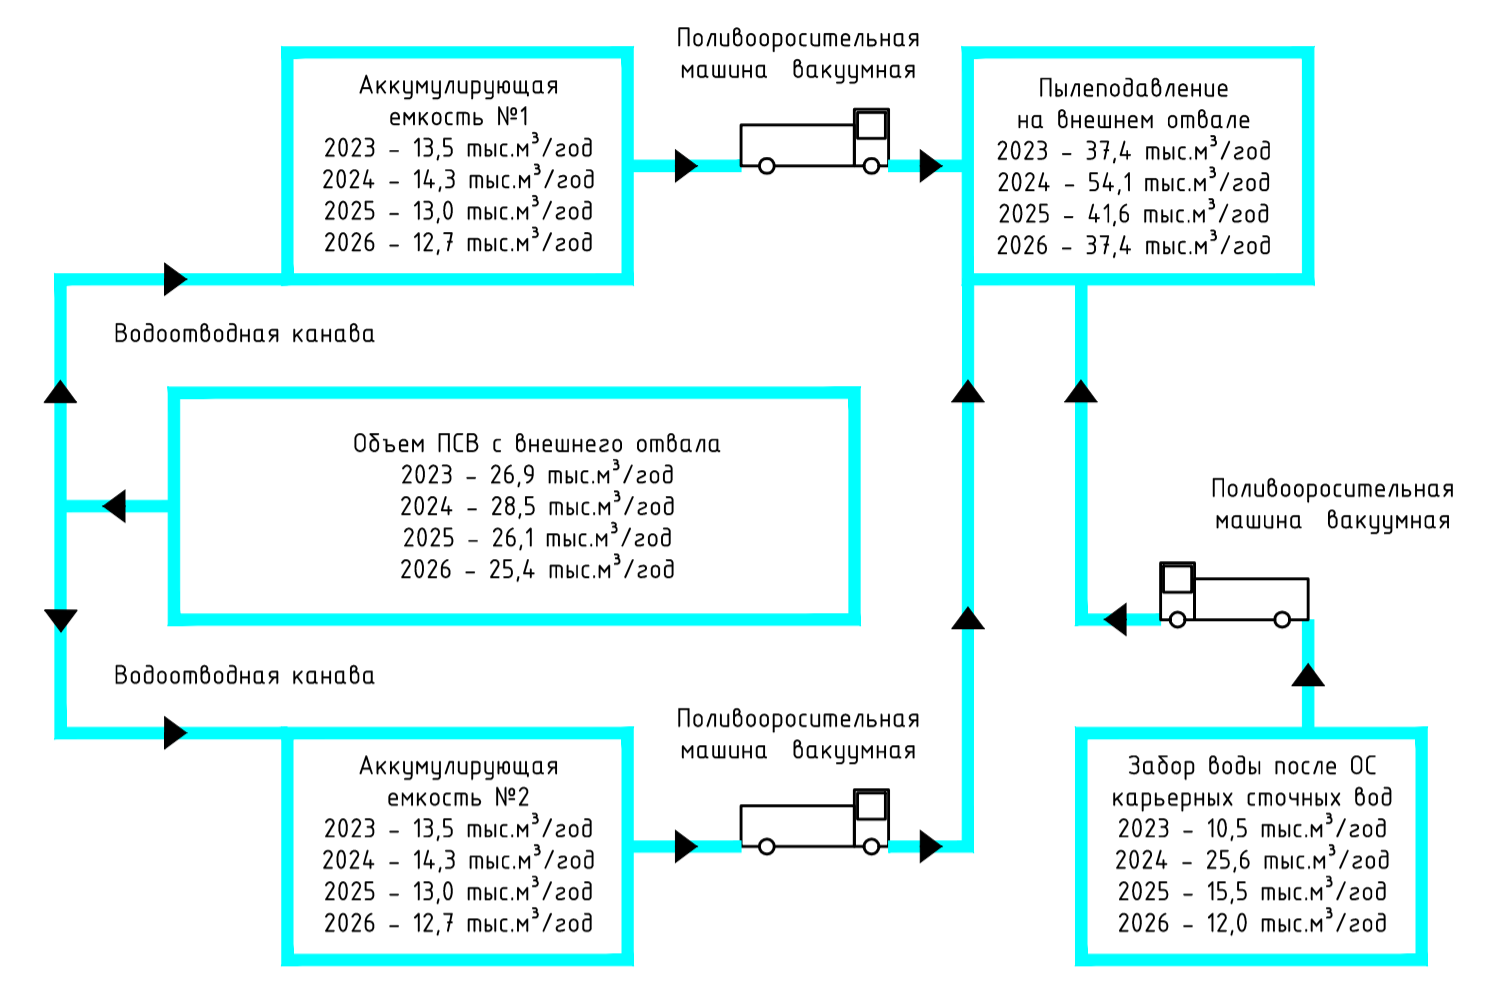 Аккумулирующая
емкость №1
2023 – 13,5 тыс.м³/год
2024 – 14,3 тыс.м³/год
2025 – 13,0 тыс.м³/год
2026 – 12,7 тыс.м³/год
Поливооросительная
машина вакуумная
Пылеподавление
на внешнем отвале
2023 – 37,4 тыс.м³/год
2024 – 54,1 тыс.м³/год
2025 – 41,6 тыс.м³/год
2026 – 37,4 тыс.м³/год
Водоотводная канава
Объем ПСВ с внешнего отвала
2023 – 26,9 тыс.м³/год
2024 – 28,5 тыс.м³/год
2025 – 26,1 тыс.м³/год
2026 – 25,4 тыс.м³/год
Поливооросительная
машина вакуумная
Водоотводная канава
Аккумулирующая
емкость №2
2023 – 13,5 тыс.м³/год
2024 – 14,3 тыс.м³/год
2025 – 13,0 тыс.м³/год
2026 – 12,7 тыс.м³/год
Поливооросительная
машина вакуумная
Забор воды после ОС
карьерных сточных вод
2023 – 10,5 тыс.м³/год
2024 – 25,6 тыс.м³/год
2025 – 15,5 тыс.м³/год
2026 – 12,0 тыс.м³/год